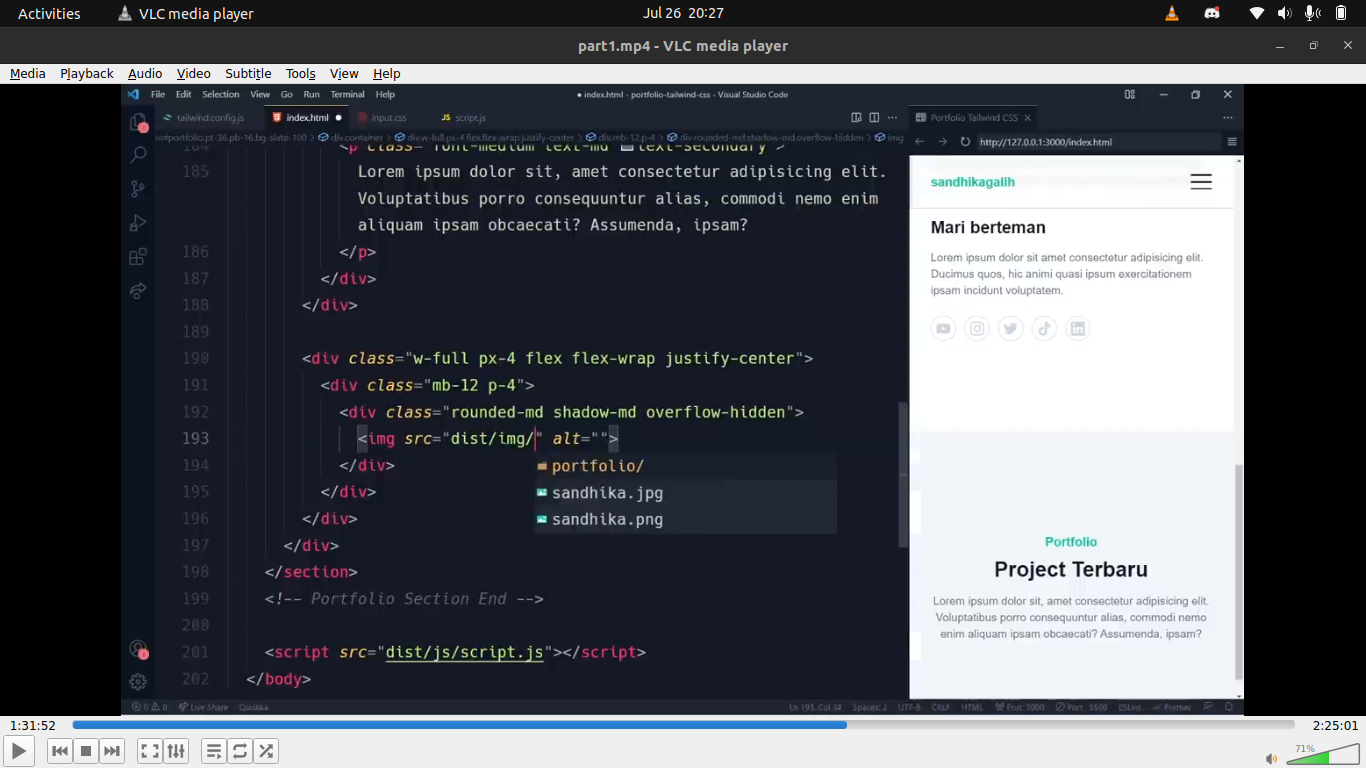 Activities VLC media player Jul 26 20:27
part1.mp4 - VLC media player
Media Playback Audio Video Subtitle Tools View Help
File Edit Selection View Go Run Terminal Help ● index.html - portfolio-tailwind-css - Visual Studio Code
tailwind.config.js index.html input.css script.js Portfolio Tailwind CSS
on#portfolio.pt-36.pb-16.bg-slate-100 div.container div.w-full.px-4.flex.flex-wrap.justify-center div.mb-12.p-4 div.rounded-md.shadow-md.overflow-hidden img
http://127.0.0.1:3000/index.html
184 <p class="font-medium text-md text-secondary">
185 Lorem ipsum dolor sit, amet consectetur adipisicing elit.
Voluptatibus porro consequuntur alias, commodi nemo enim
aliquam ipsam obcaecati? Assumenda, ipsam?
186 </p>
187 </div>
188 </div>
189
190 <div class="w-full px-4 flex flex-wrap justify-center">
191 <div class="mb-12 p-4">
192 <div class="rounded-md shadow-md overflow-hidden">
193 <img src="dist/img/" alt="">
194 </div>
portfolio/
195 </div>
sandhika.jpg
196 </div>
sandhika.png
197 </div>
198 </section>
199 <!-- Portfolio Section End -->
200
201 <script src="dist/js/script.js"></script>
202 </body>
sandhikagalih
Mari berteman
Lorem ipsum dolor sit amet consectetur adipisicing elit.
Ducimus quos, hic animi quasi ipsum exercitationem
ipsam incidunt voluptatem.
Portfolio
Project Terbaru
Lorem ipsum dolor sit, amet consectetur adipisicing elit.
Voluptatibus porro consequuntur alias, commodi nemo
enim aliquam ipsam obcaecati? Assumenda, ipsam?
0 0 Live Share Quokka Ln 193, Col 34 Spaces: 2 UTF-8 CRLF HTML Port: 3000 Port: 5500 ESLint Prettier
1:31:52 2:25:01
71%